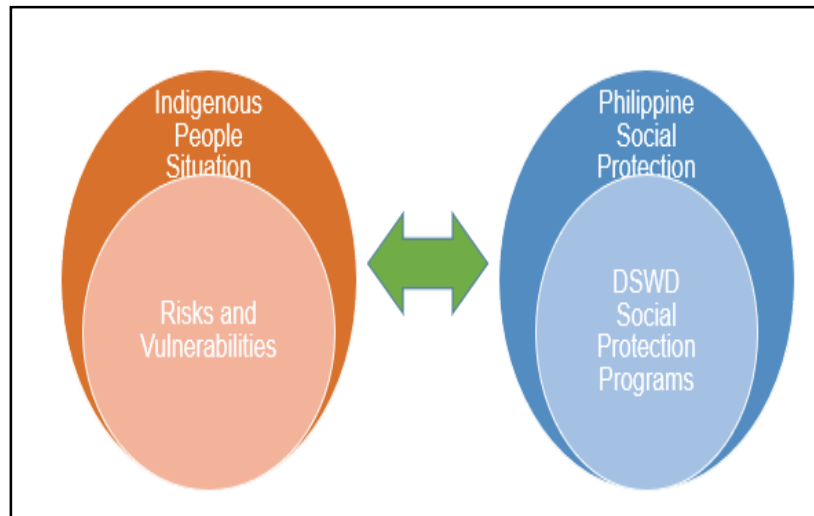 Indigenous
People
Situation
Risks and
Vulnerabilities
Philippine
Social
Protection
DSWD
Social
Protection
Programs